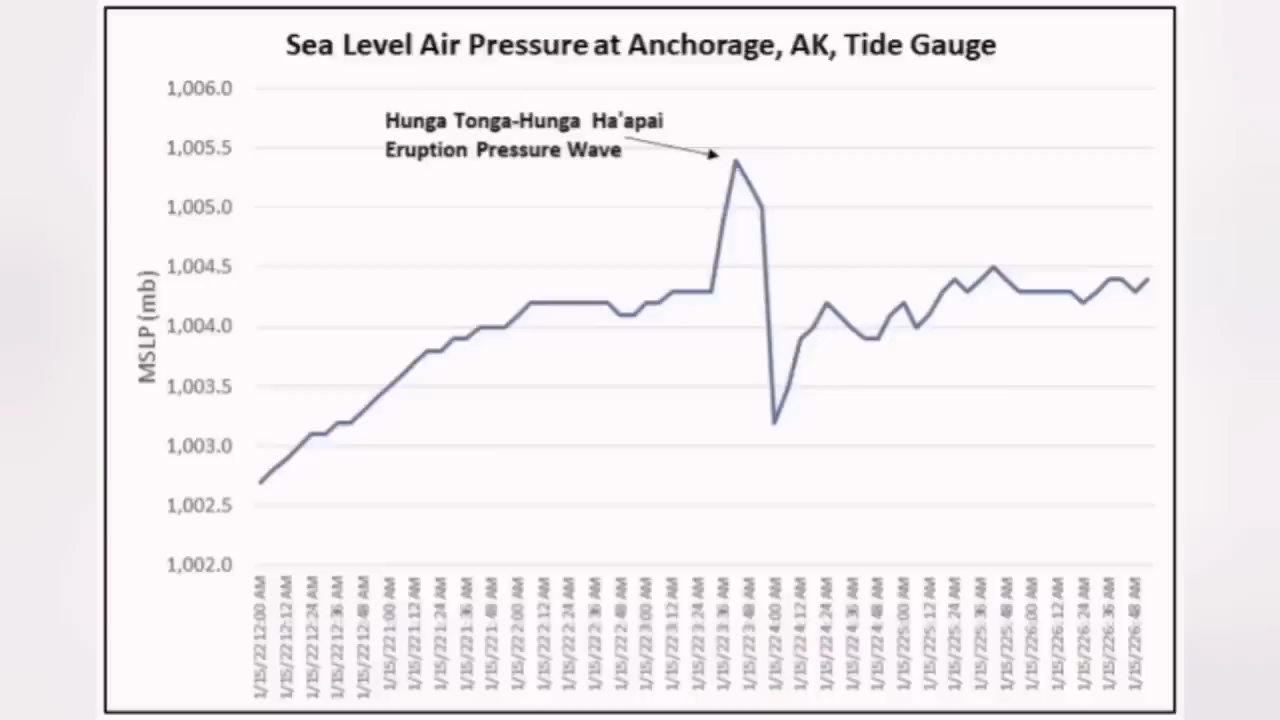 Sea Level Air Pressure at Anchorage, AK, Tide Gauge
1,006.0
Hunga Tonga-Hunga Ha'apai
Eruption Pressure Wave
1,005.5
1,005.0
1,004.5
1,004.0
1,003.5
1,003.0
1,002.5
1,002.0
MSLP (mb)
1/15/22 12:00 AM
1/15/22 12:12 AM
1/15/22 12:24 AM
1/15/22 12:36 AM
1/15/22 12:48 AM
1/15/22 1:00 AM
1/15/22 1:12 AM
1/15/22 1:24 AM
1/15/22 1:36 AM
1/15/22 1:48 AM
1/15/22 2:00 AM
1/15/22 2:12 AM
1/15/22 2:24 AM
1/15/22 2:36 AM
1/15/22 2:48 AM
1/15/22 3:00 AM
1/15/22 3:12 AM
1/15/22 3:24 AM
1/15/22 3:36 AM
1/15/22 3:48 AM
1/15/22 4:00 AM
1/15/22 4:12 AM
1/15/22 4:24 AM
1/15/22 4:36 AM
1/15/22 4:48 AM
1/15/22 5:00 AM
1/15/22 5:12 AM
1/15/22 5:24 AM
1/15/22 5:36 AM
1/15/22 5:48 AM
1/15/22 6:00 AM
1/15/22 6:12 AM
1/15/22 6:24 AM
1/15/22 6:36 AM
1/15/22 6:48 AM